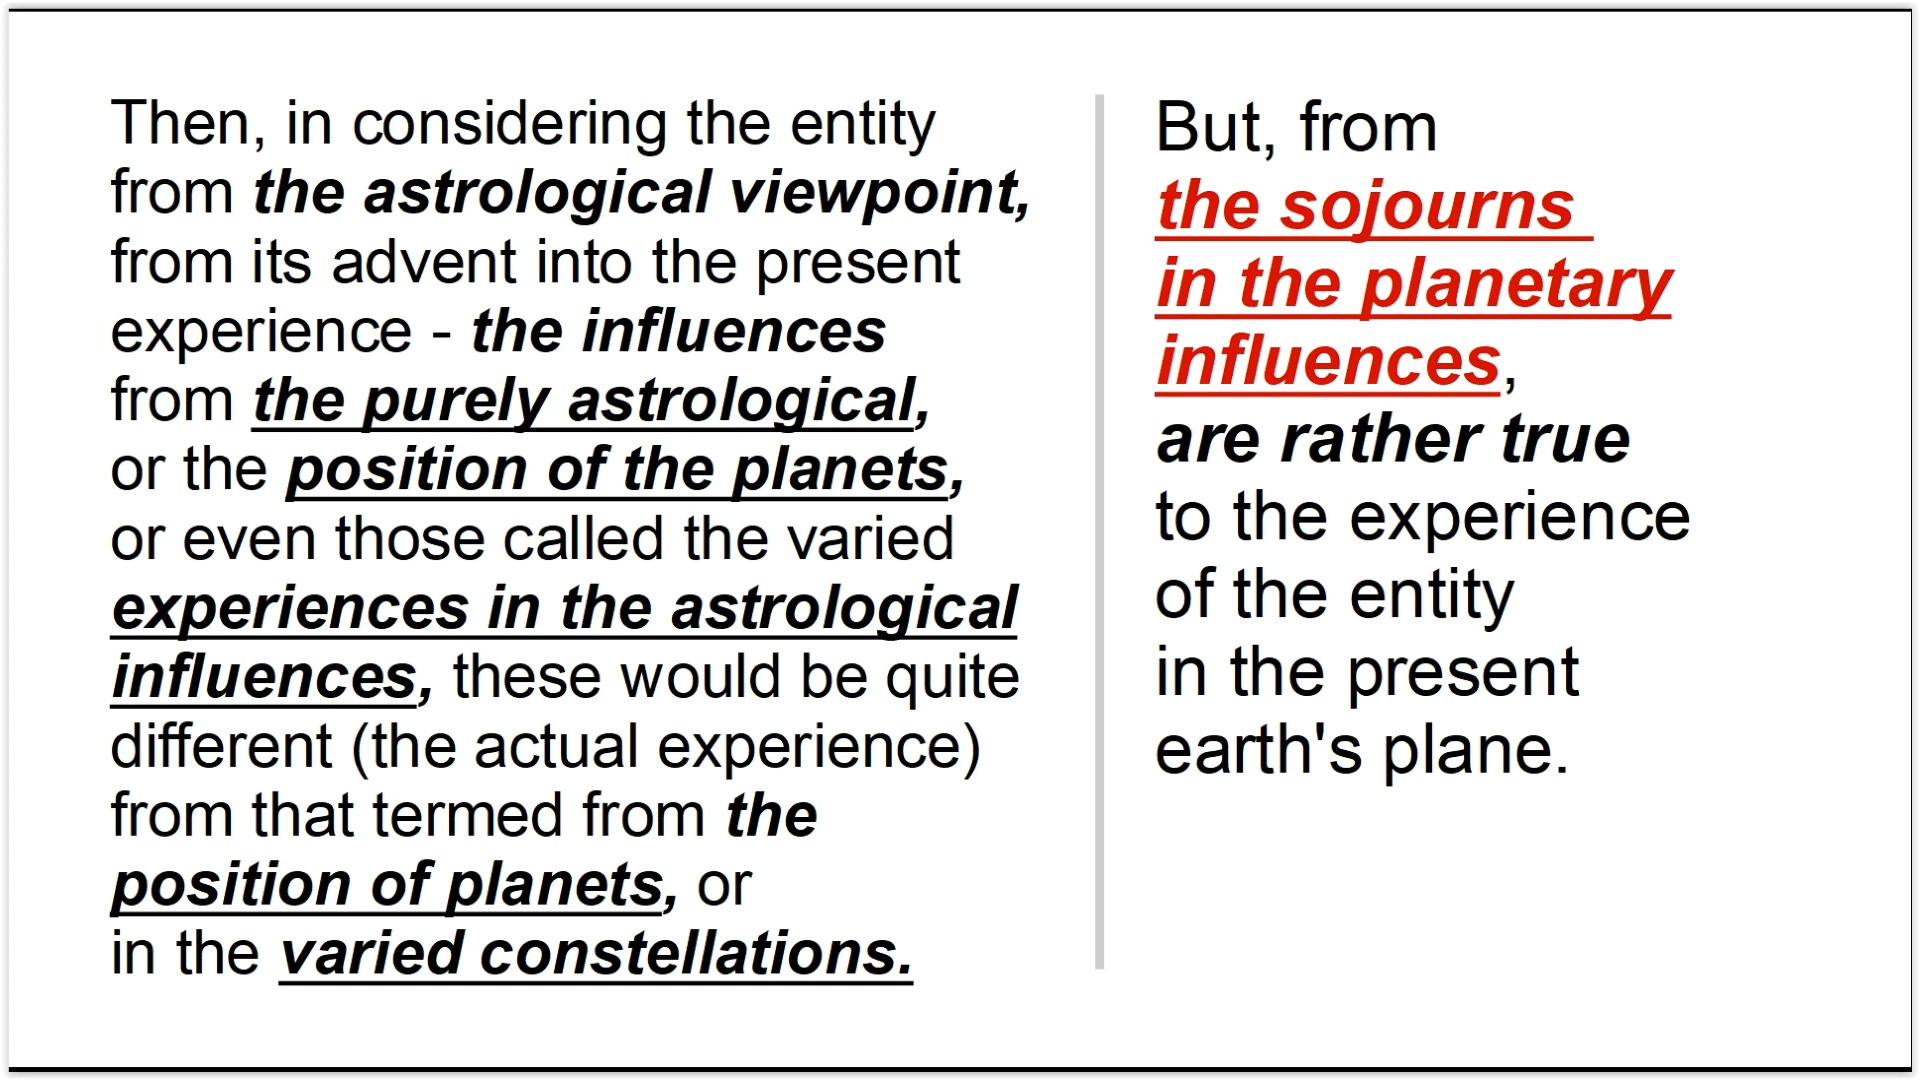 Then, in considering the entity
from the astrological viewpoint,
from its advent into the present
experience - the influences
from the purely astrological,
or the position of the planets,
or even those called the varied
experiences in the astrological
influences, these would be quite
different (the actual experience)
from that termed from the
position of planets, or
in the varied constellations.
But, from
the sojourns
in the planetary
influences,
are rather true
to the experience
of the entity
in the present
earth's plane.